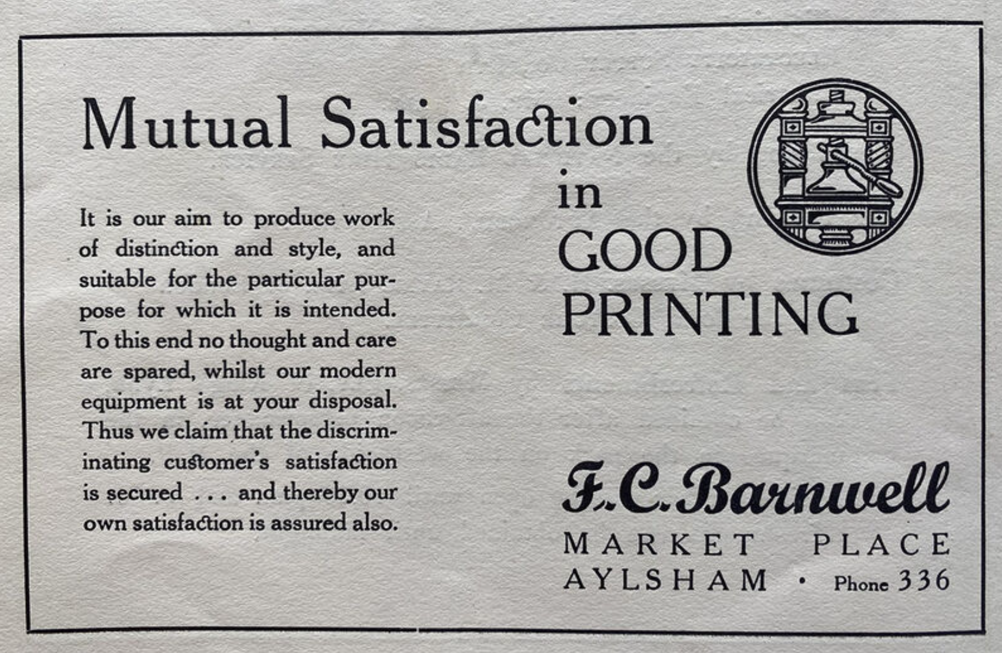 Mutual Satisfaction
in
GOOD
PRINTING
It is our aim to produce work
of distinction and style, and
suitable for the particular pur-
pose for which it is intended.
To this end no thought and care
are spared, whilst our modern
equipment is at your disposal.
Thus we claim that the discrim-
inating customer's satisfaction
is secured ... and thereby our
own satisfaction is assured also.
F.C. Barnwell
MARKET PLACE
AYLSHAM · Phone 336